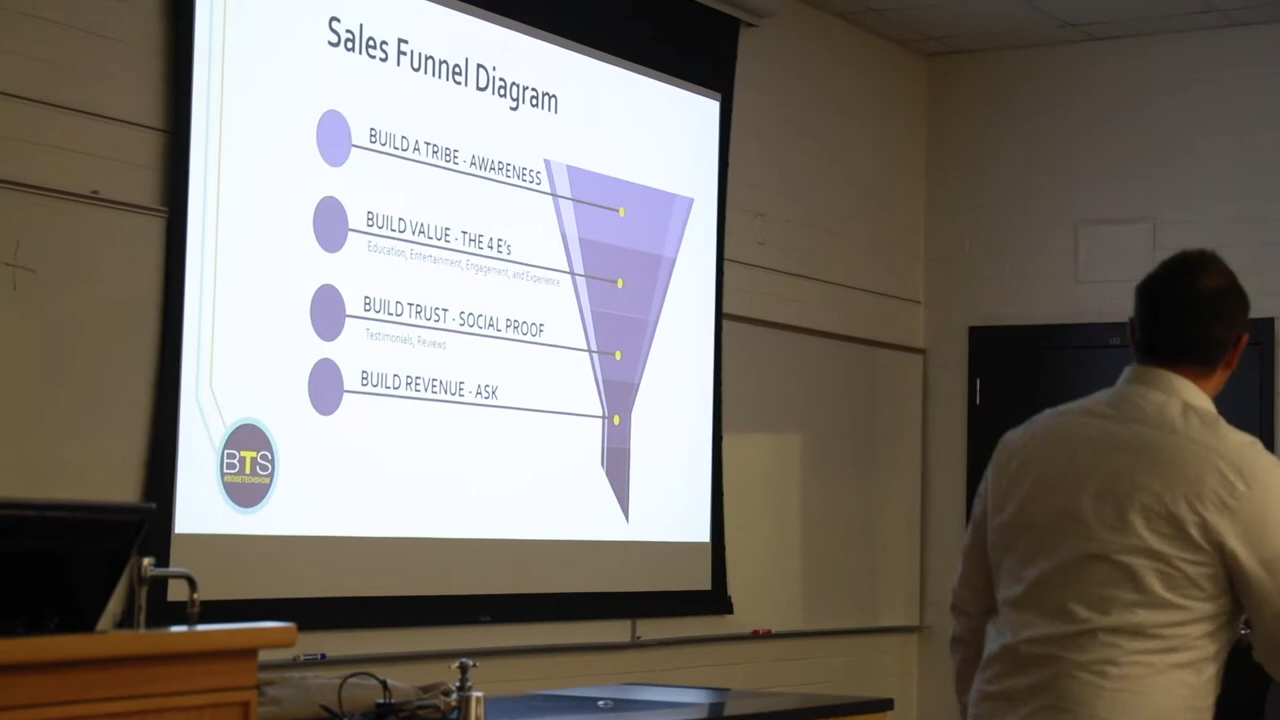 Sales Funnel Diagram
BUILD A TRIBE - AWARENESS
BUILD VALUE - THE 4 E's
Education, Entertainment, Engagement, and Experience
BUILD TRUST - SOCIAL PROOF
Testimonials, Reviews
BUILD REVENUE - ASK
BTS
#BOISETECHSHOW